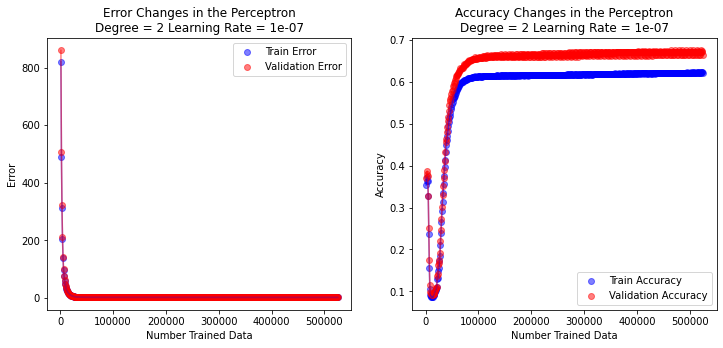 Error Changes in the Perceptron
Degree = 2 Learning Rate = 1e-07
Train Error
Validation Error
800
600
400
200
0
Error
0
100000
200000
300000
400000
500000
Number Trained Data
Accuracy Changes in the Perceptron
Degree = 2 Learning Rate = 1e-07
0.7
0.6
0.5
0.4
0.3
0.2
0.1
Accuracy
Train Accuracy
Validation Accuracy
0
100000
200000
300000
400000
500000
Number Trained Data